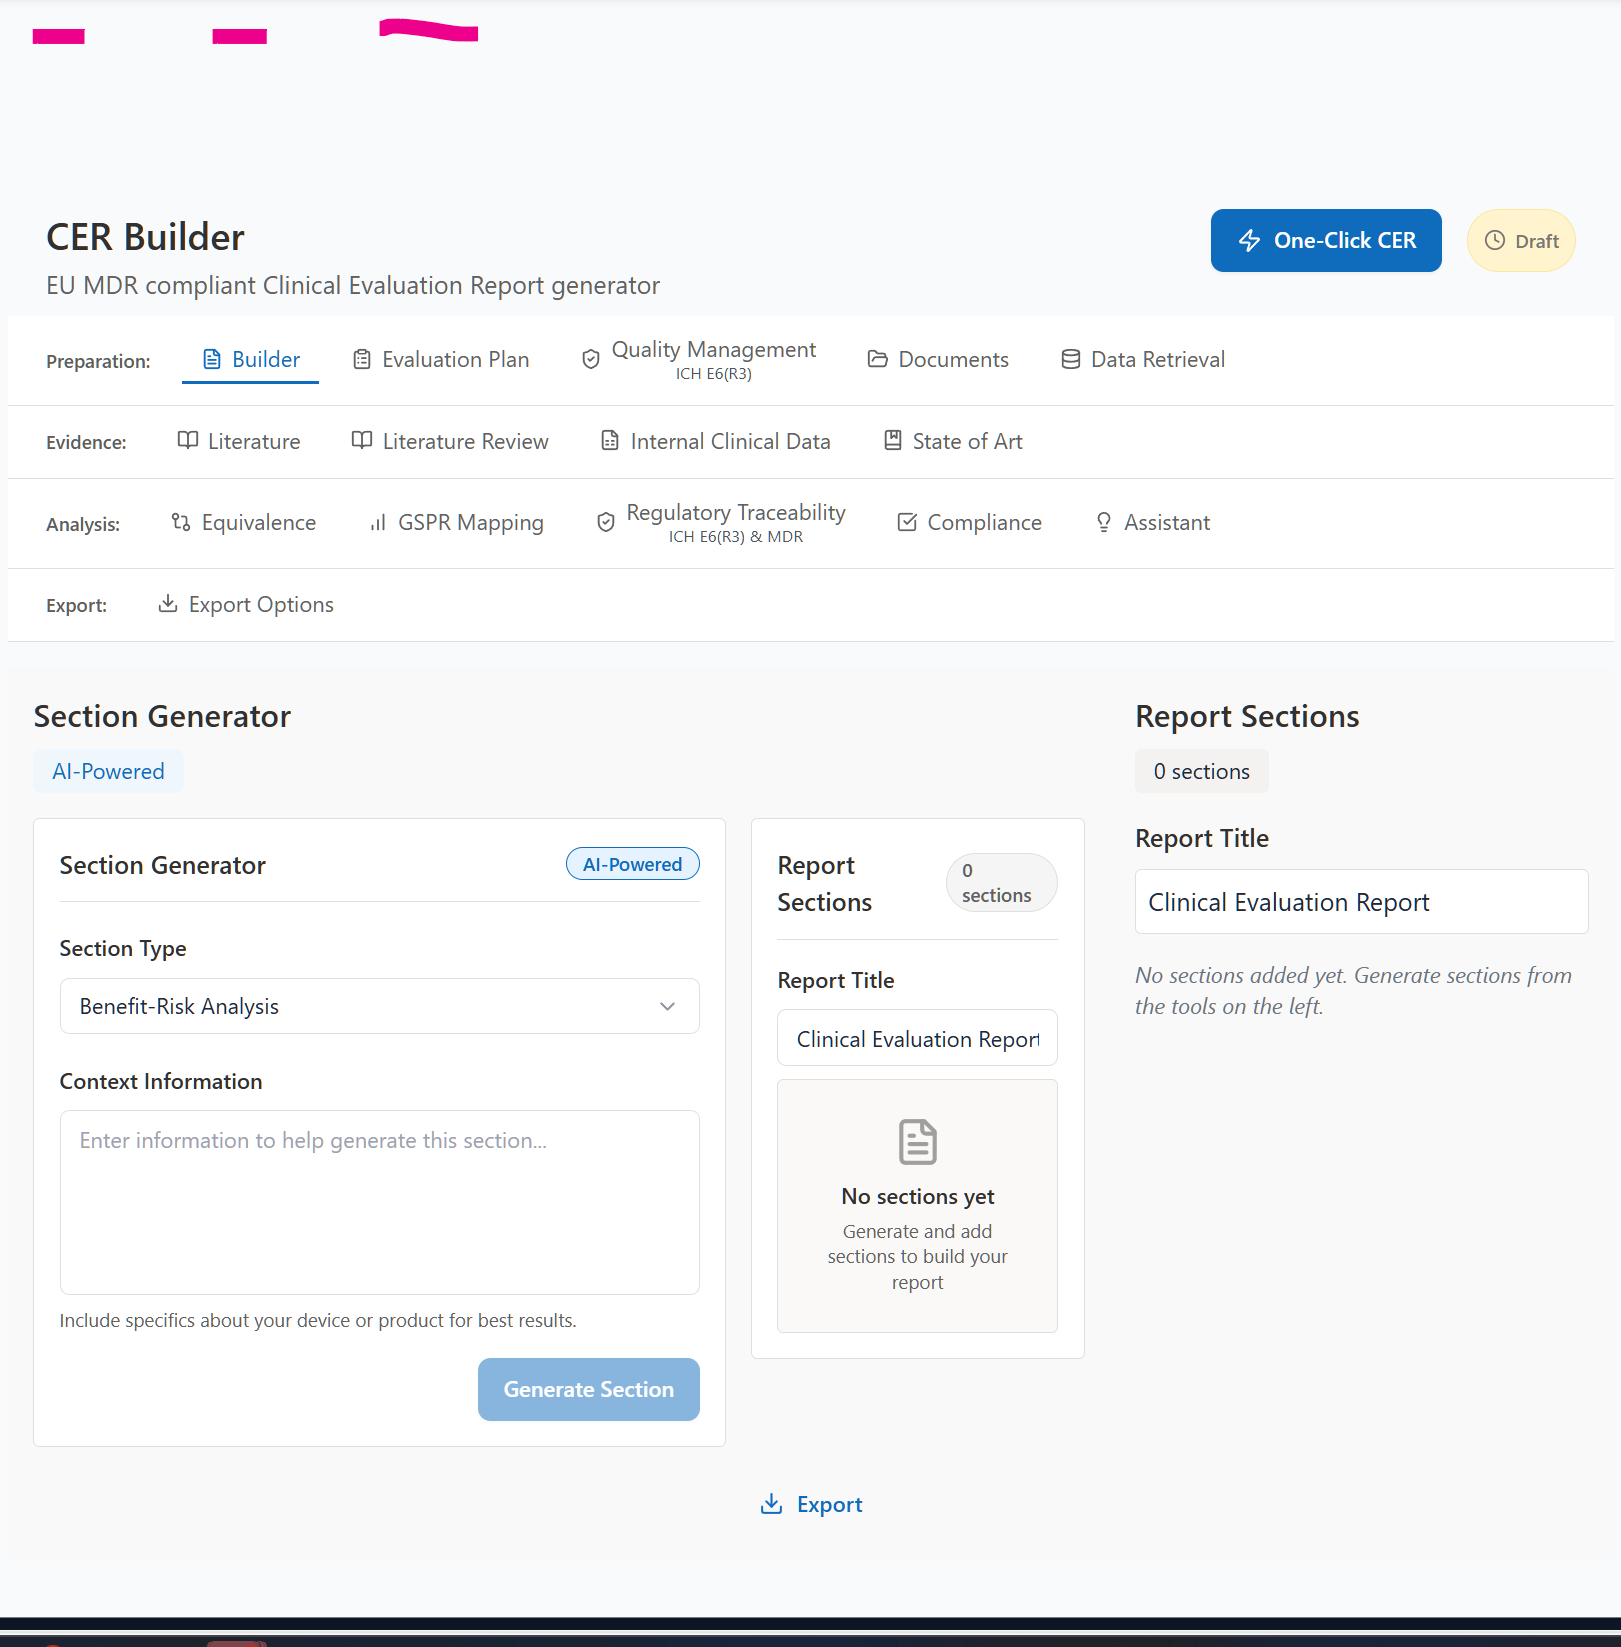 CER Builder
EU MDR compliant Clinical Evaluation Report generator
One-Click CER
Draft
Preparation:
Builder
Evaluation Plan
Quality Management
ICH E6(R3)
Documents
Data Retrieval
Evidence:
Literature
Literature Review
Internal Clinical Data
State of Art
Analysis:
Equivalence
GSPR Mapping
Regulatory Traceability
ICH E6(R3) & MDR
Compliance
Assistant
Export:
Export Options
Section Generator
AI-Powered
Section Generator
AI-Powered
Section Type
Benefit-Risk Analysis
Context Information
Enter information to help generate this section...
Include specifics about your device or product for best results.
Generate Section
Report
Sections
0
sections
Report Title
Clinical Evaluation Report
No sections yet
Generate and add
sections to build your
report
Report Sections
0 sections
Report Title
Clinical Evaluation Report
No sections added yet. Generate sections from
the tools on the left.
Export